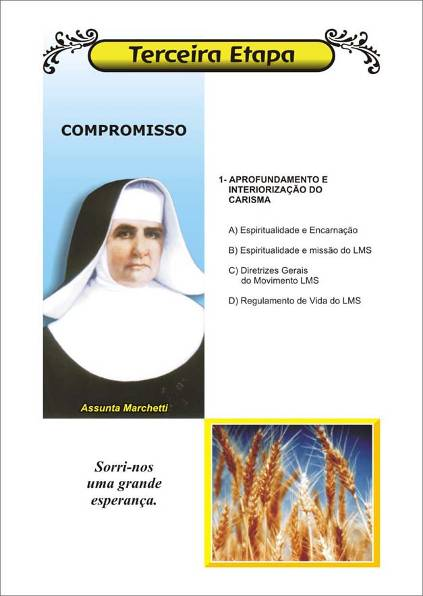 Terceira Etapa
COMPROMISSO
1- APROFUNDAMENTO E
INTERIORIZAÇÃO DO
CARISMA
A) Espiritualidade e Encarnação
B) Espiritualidade e missão do LMS
C) Diretrizes Gerais
do Movimento LMS
D) Regulamento de Vida do LMS
Assunta Marchetti
Sorri-nos
uma grande
esperança.